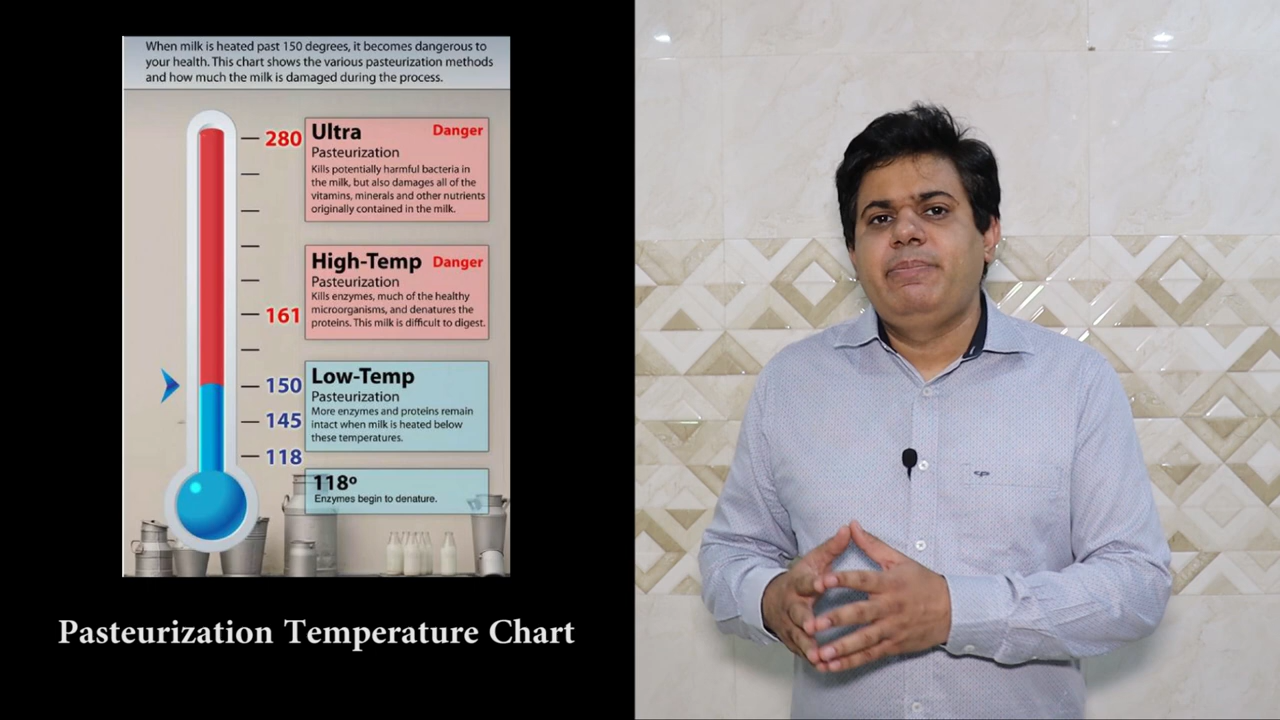 When milk is heated past 150 degrees, it becomes dangerous to
your health. This chart shows the various pasteurization methods
and how much the milk is damaged during the process.
280
Ultra
Danger
Pasteurization
Kills potentially harmful bacteria in
the milk, but also damages all of the
vitamins, minerals and other nutrients
originally contained in the milk.
High-Temp
Danger
Pasteurization
Kills enzymes, much of the healthy
microorganisms, and denatures the
proteins. This milk is difficult to digest.
161
150
Low-Temp
Pasteurization
More enzymes and proteins remain
intact when milk is heated below
these temperatures.
145
118
118º
Enzymes begin to denature.
Pasteurization Temperature Chart